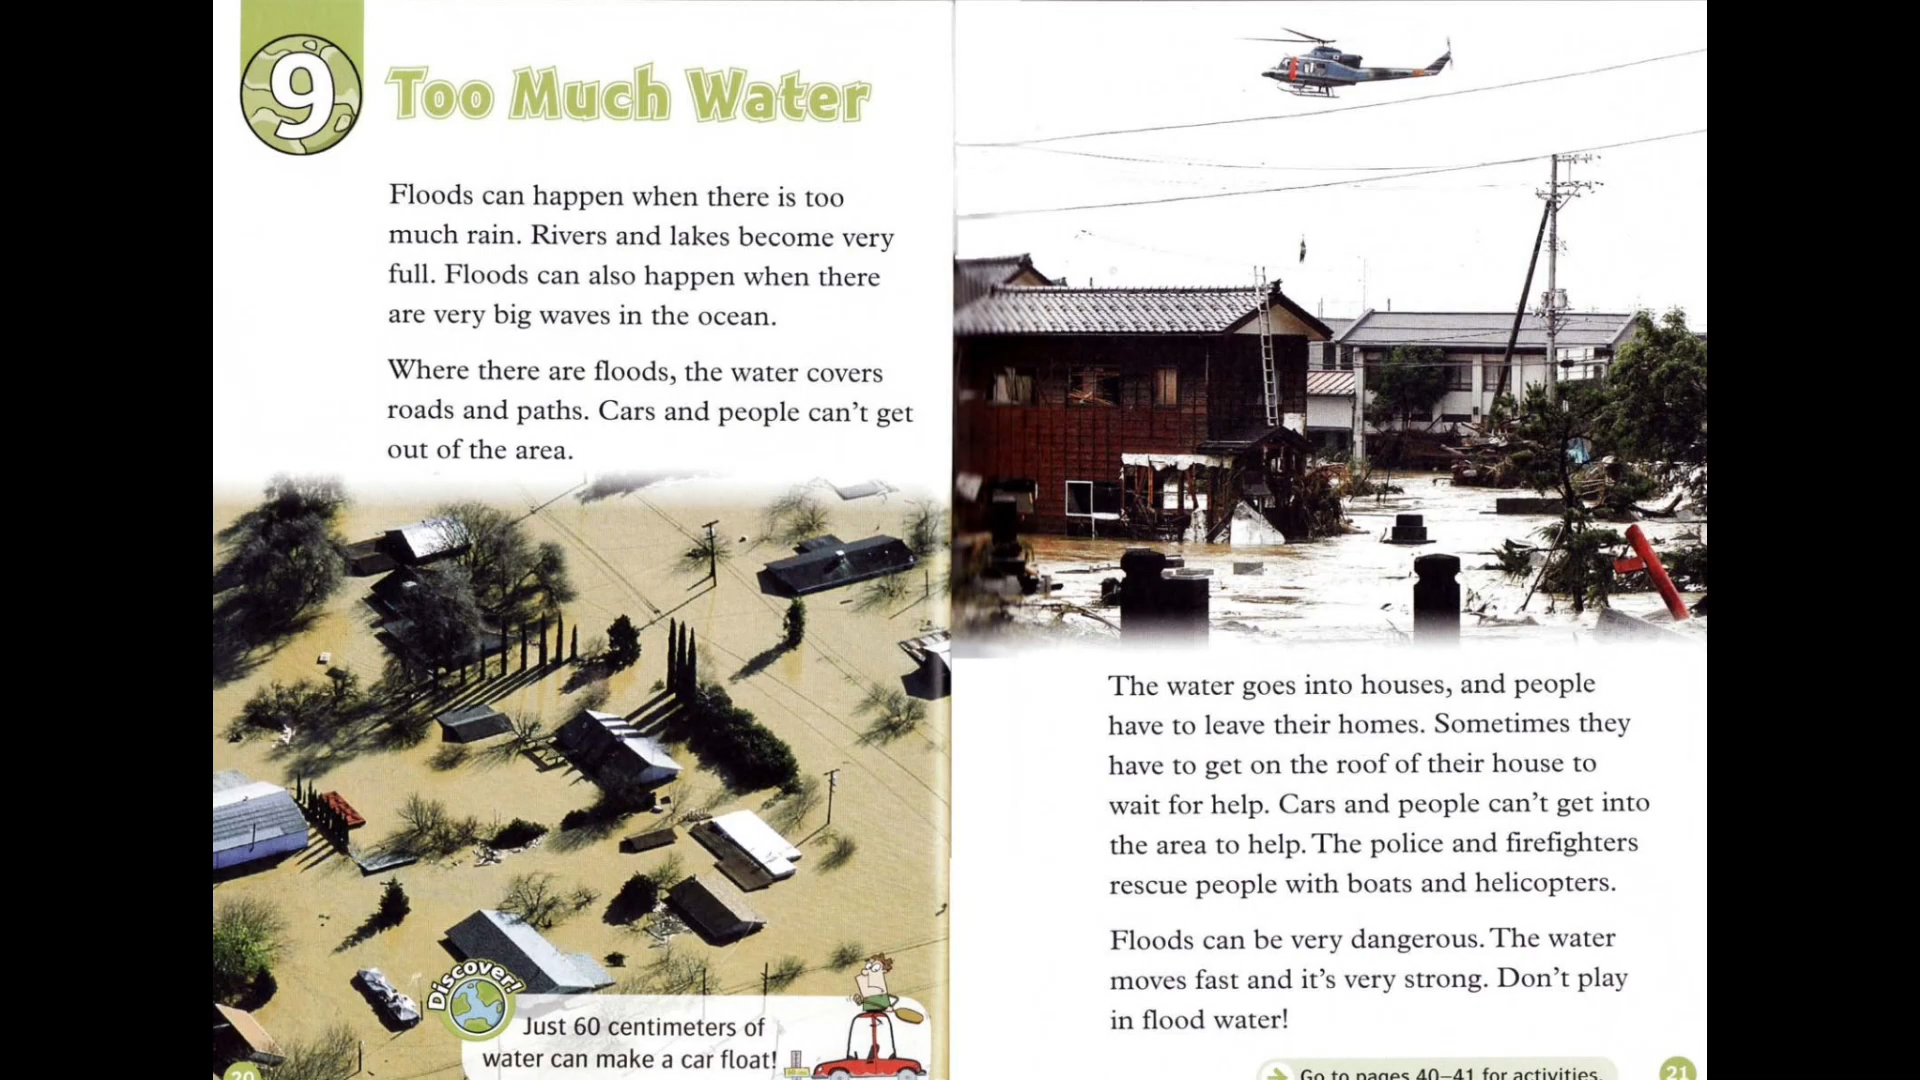 9
Too Much Water
Floods can happen when there is too
much rain. Rivers and lakes become very
full. Floods can also happen when there
are very big waves in the ocean.
Where there are floods, the water covers
roads and paths. Cars and people can't get
out of the area.
Discover!
Just 60 centimeters of
water can make a car float!
20
The water goes into houses, and people
have to leave their homes. Sometimes they
have to get on the roof of their house to
wait for help. Cars and people can't get into
the area to help. The police and firefighters
rescue people with boats and helicopters.
Floods can be very dangerous. The water
moves fast and it's very strong. Don't play
in flood water!
Go to pages 40–41 for activities.
21